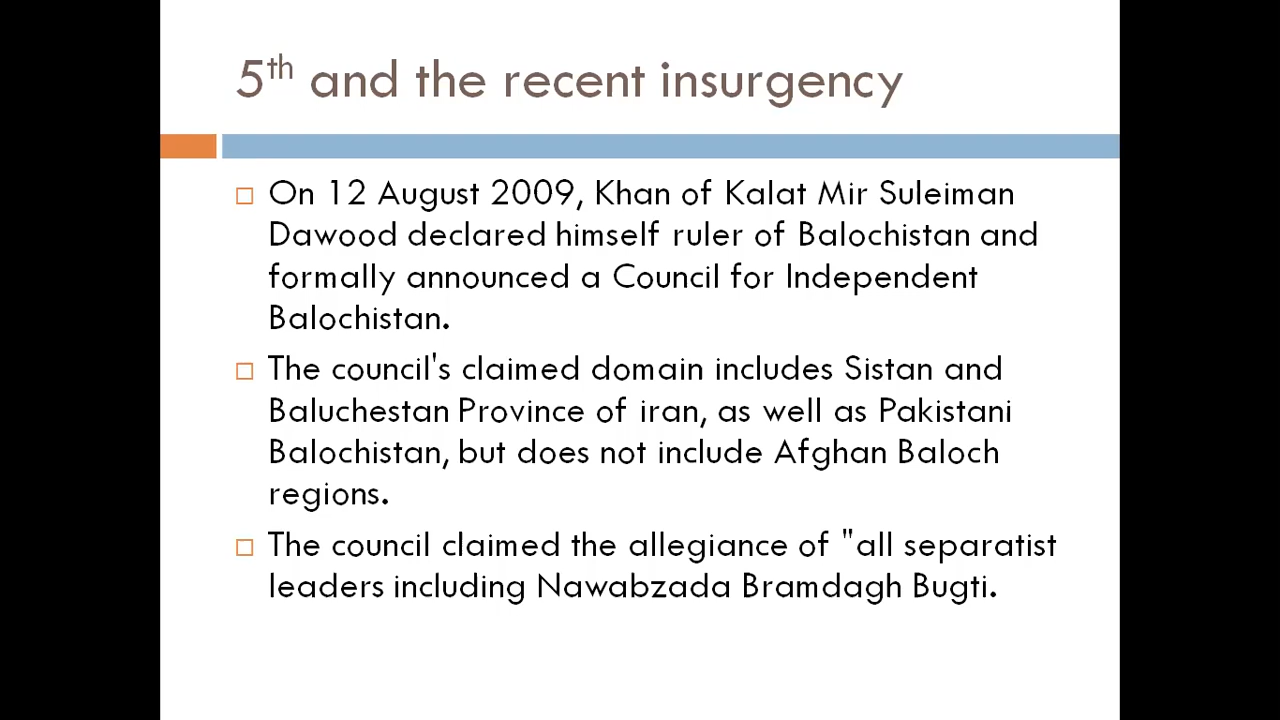 5th and the recent insurgency
On 12 August 2009, Khan of Kalat Mir Suleiman
Dawood declared himself ruler of Balochistan and
formally announced a Council for Independent
Balochistan.
The council's claimed domain includes Sistan and
Baluchestan Province of iran, as well as Pakistani
Balochistan, but does not include Afghan Baloch
regions.
The council claimed the allegiance of "all separatist
leaders including Nawabzada Bramdagh Bugti.